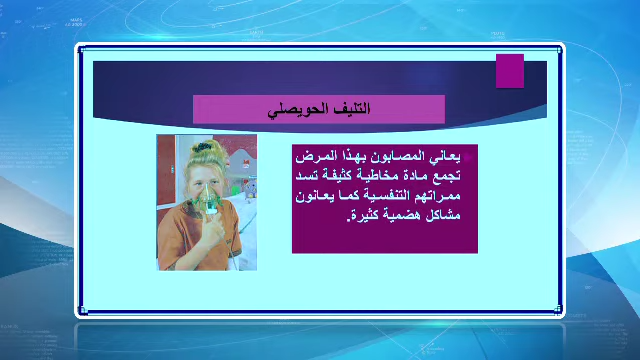 التليف الحويصلي
يعاني المصابون بهذا المرض
تجمع مادة مخاطية كثيفة تسد
ممراتهم التنفسية كما يعانون
مشاكل هضمية كثيرة.